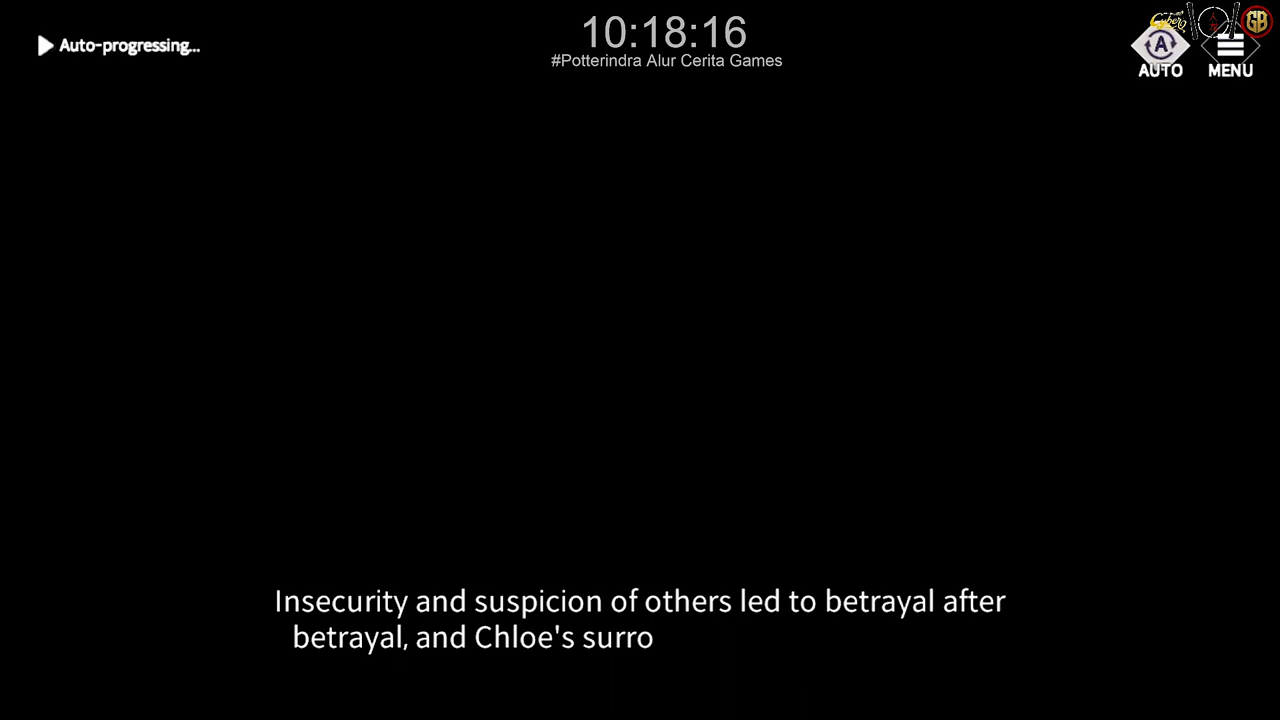 Auto-progressing...
10:18:16
#Potterindra Alur Cerita Games
AUTO
MENU
GB
Insecurity and suspicion of others led to betrayal after
betrayal, and Chloe's surro